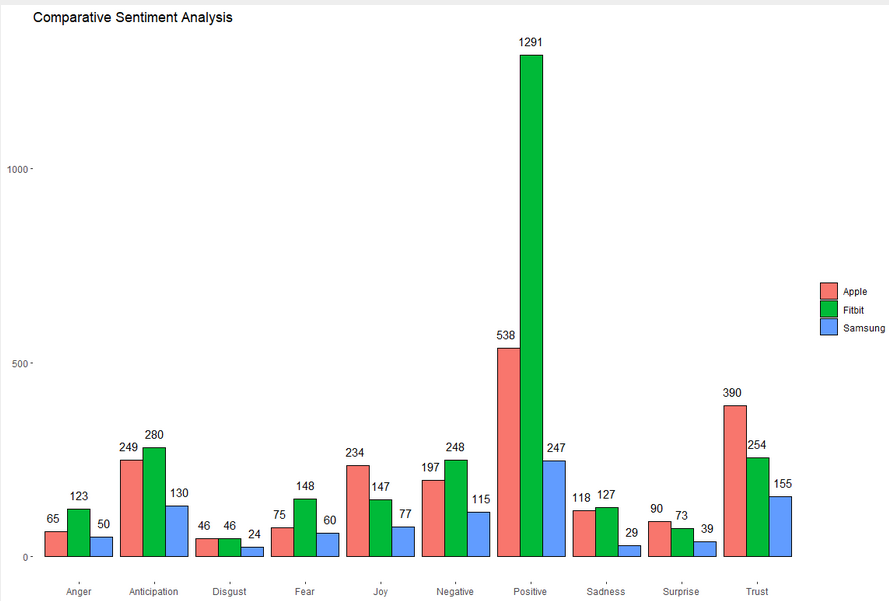 Comparative Sentiment Analysis
1291
1000
538
500
390
249 280 130
234 147 77
197 248 115
247
254 155
65 123 50
46 46 24
75 148 60
118 127 29
90 73 39
0
Anger Anticipation Disgust Fear Joy Negative Positive Sadness Surprise Trust
Apple
Fitbit
Samsung